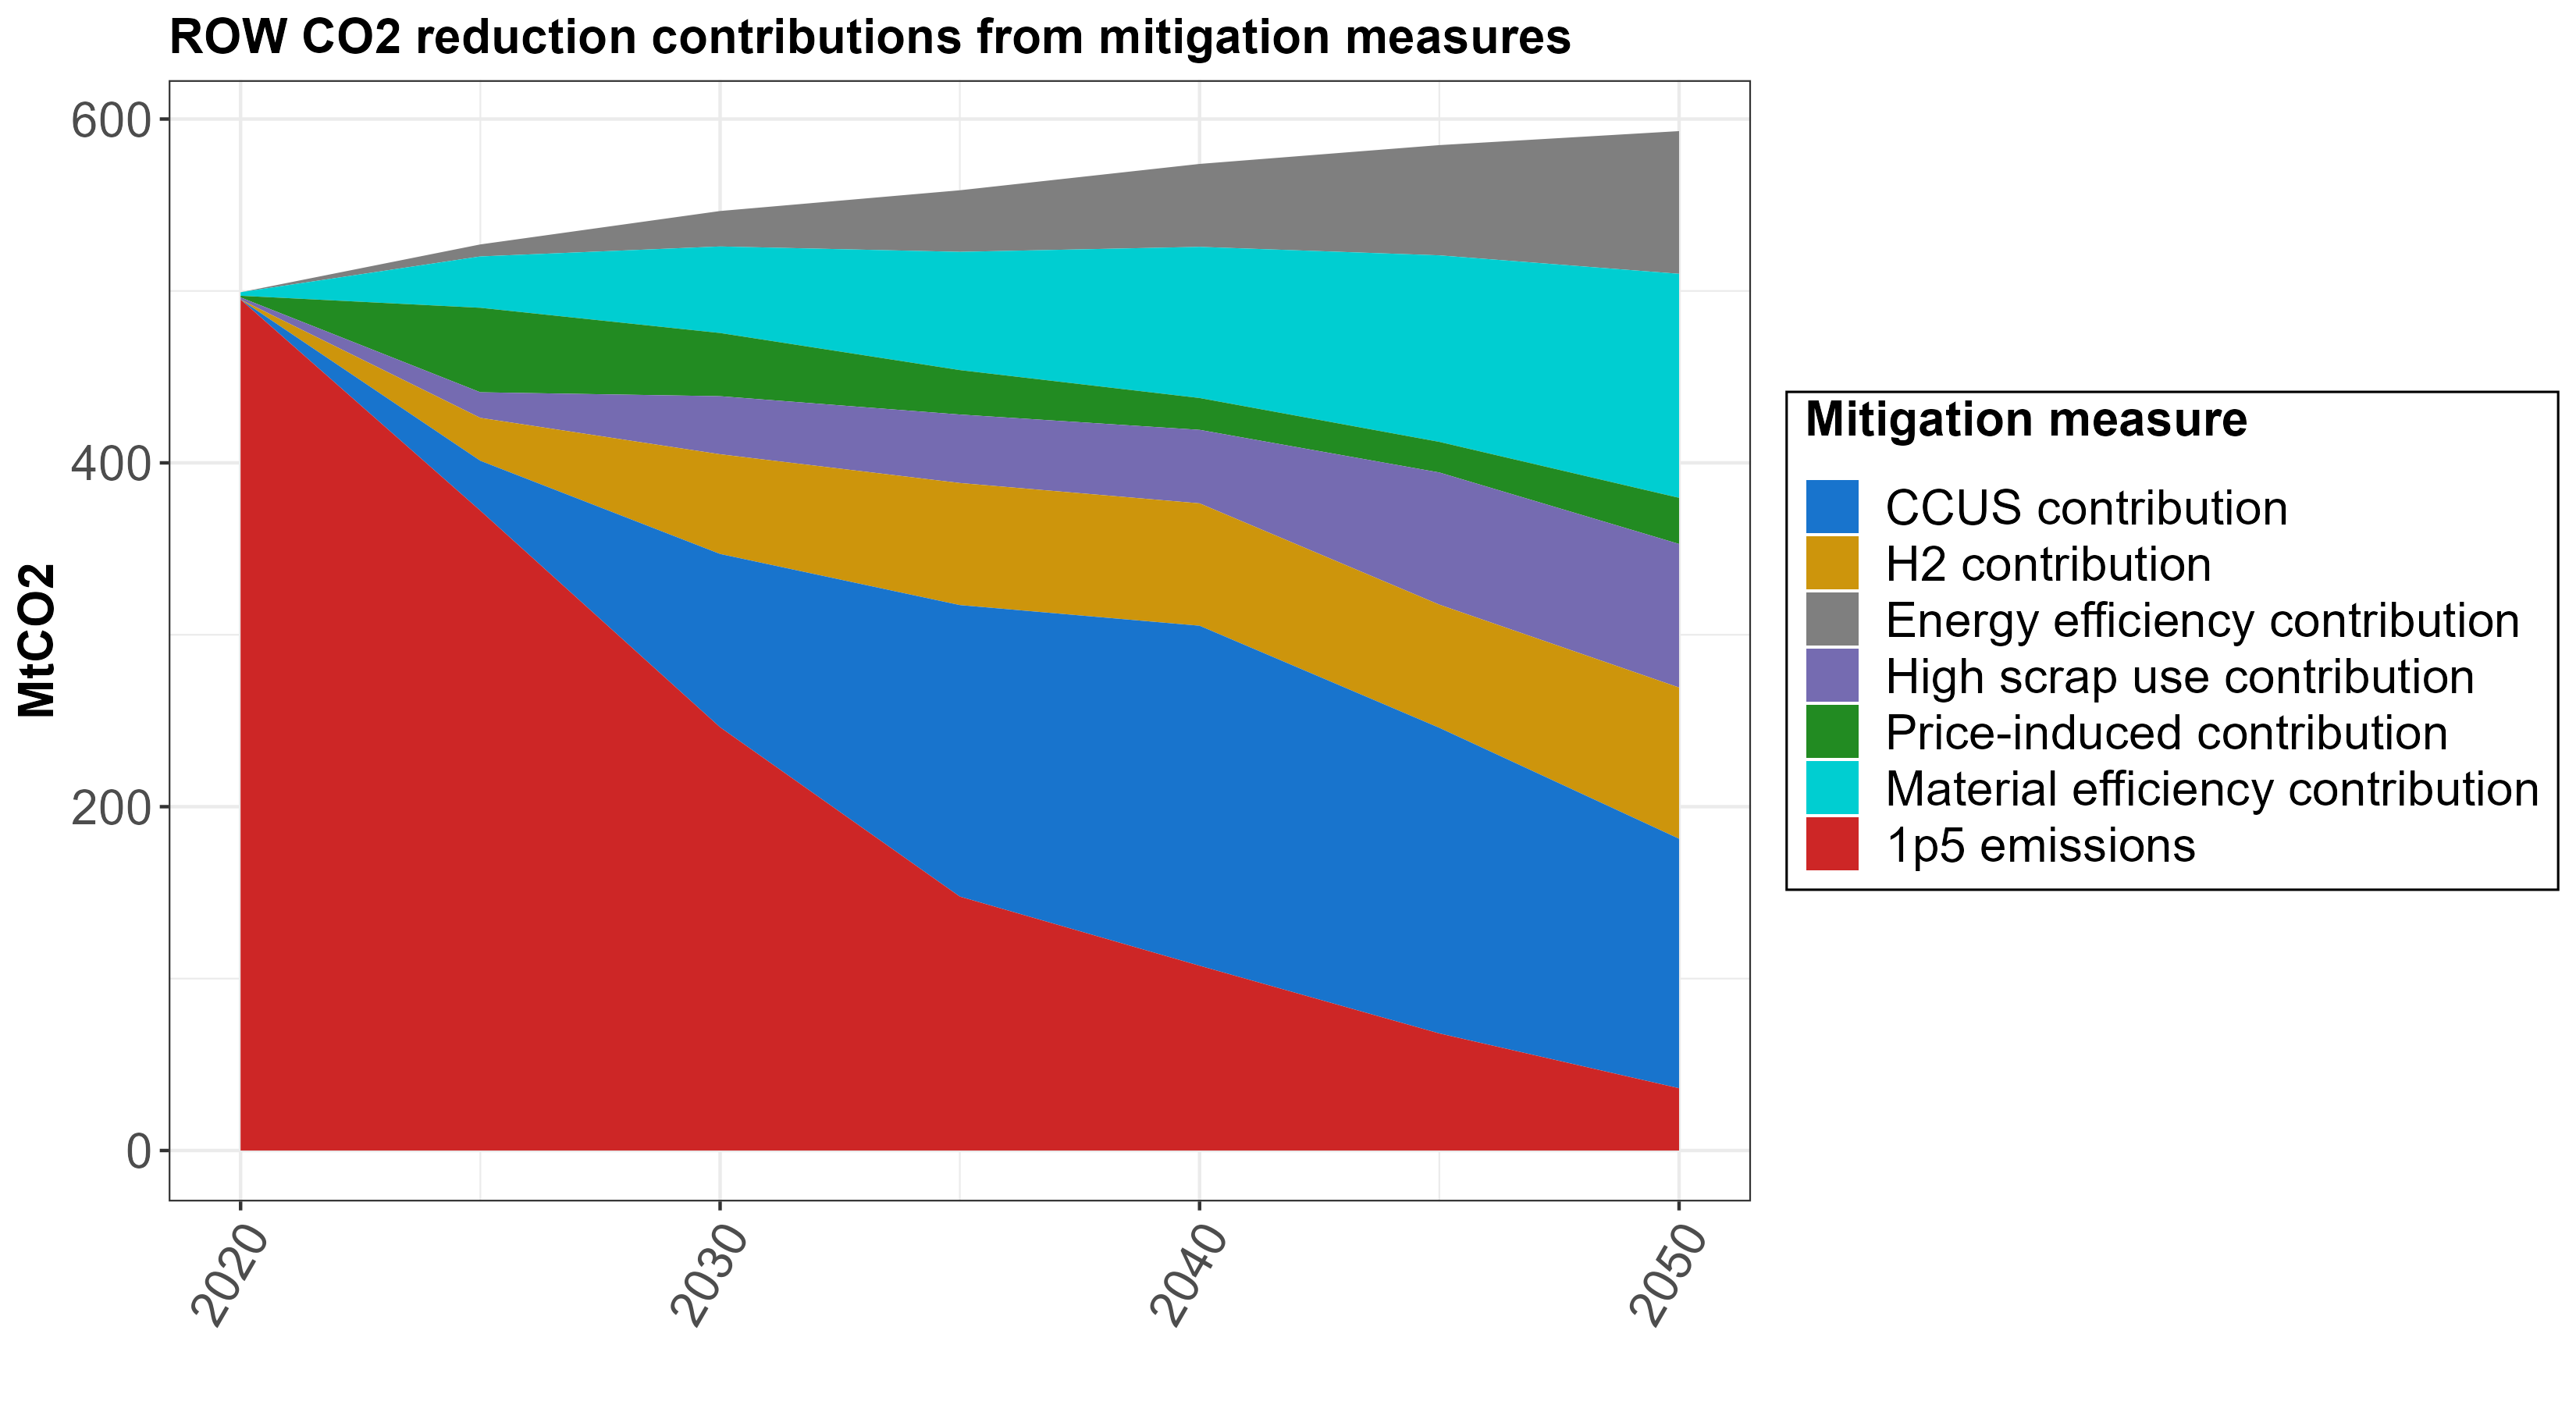 ROW CO2 reduction contributions from mitigation measures
MtCO2
600
400
200
0
2020
2030
2040
2050
Mitigation measure
CCUS contribution
H2 contribution
Energy efficiency contribution
High scrap use contribution
Price-induced contribution
Material efficiency contribution
1p5 emissions